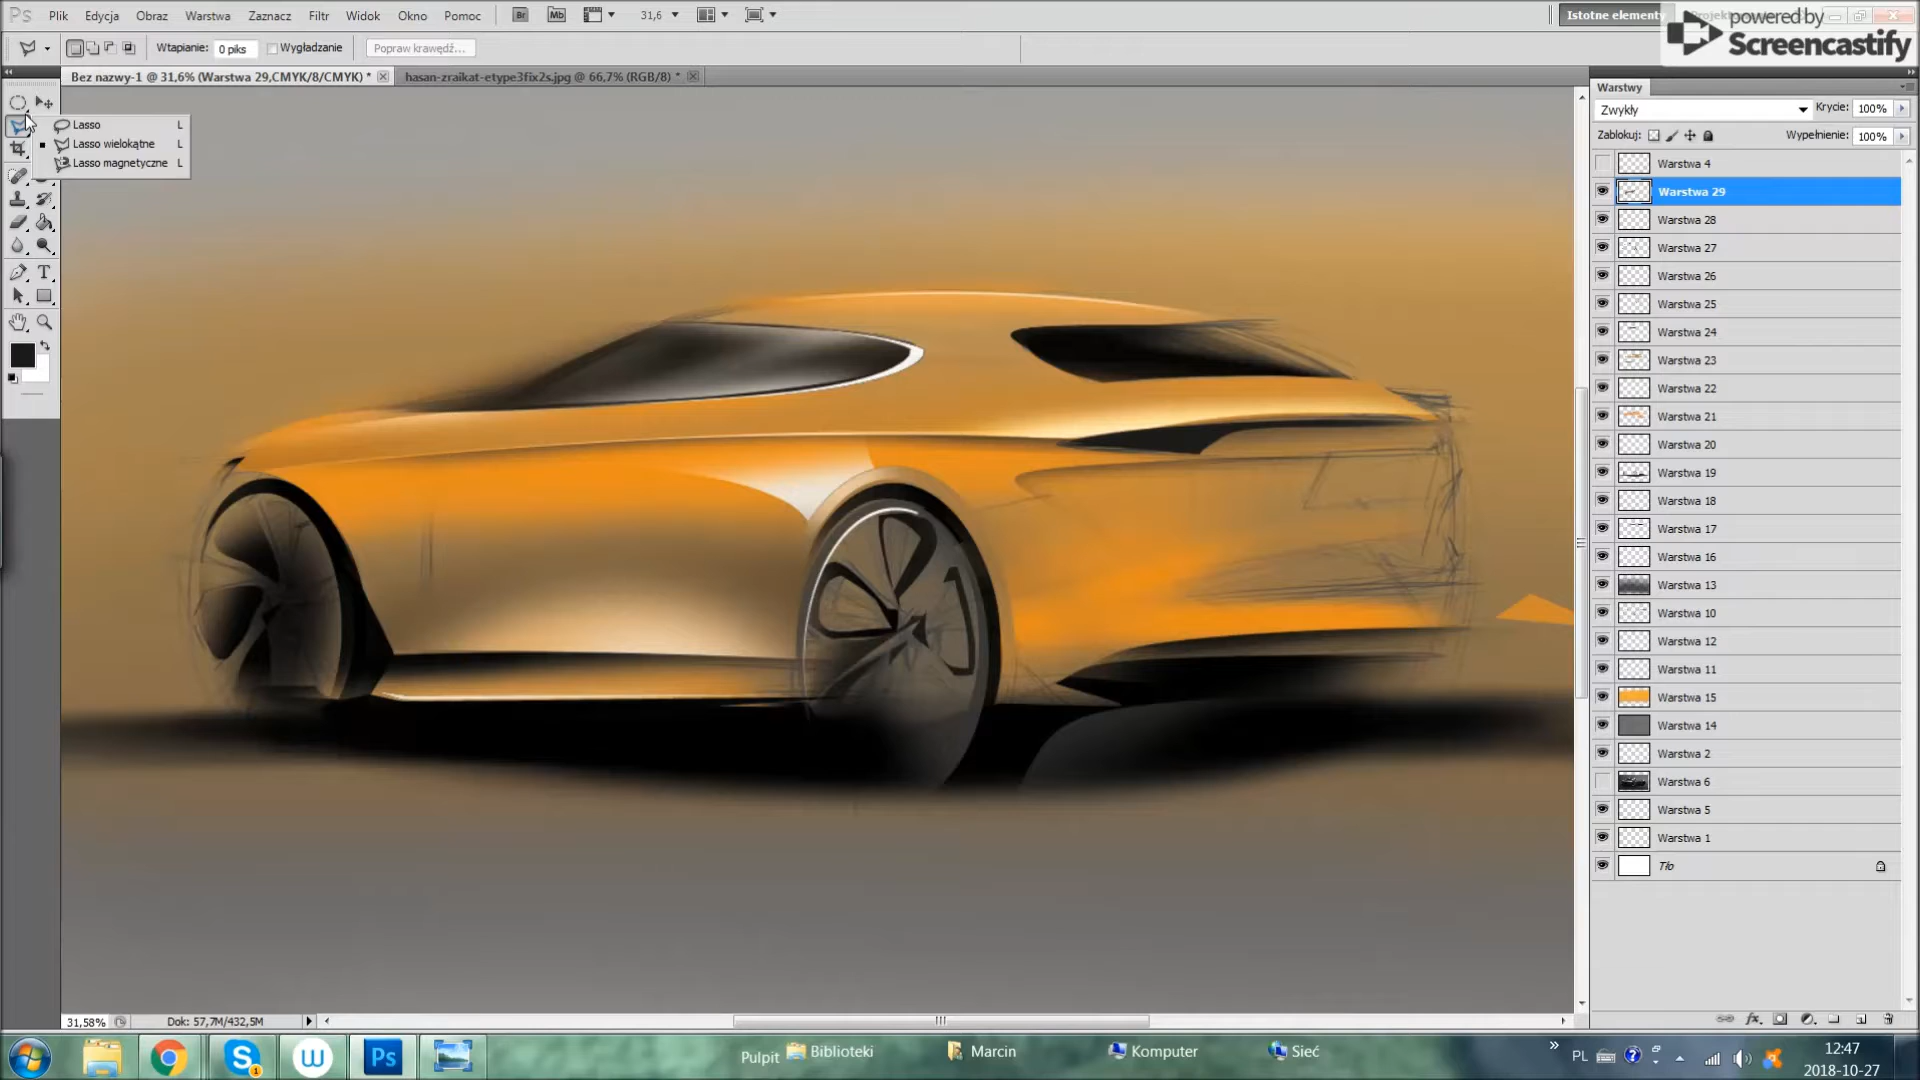 Ps Plik Edycja Obraz Warstwa Zaznacz Filtr Widok Okno Pomoc Br Mb 31,6 Istotne elementy
powered by
Screencastify
Wtapianie: 0 piks Wygładzanie Popraw krawędź...
Bez nazwy-1 @ 31,6% (Warstwa 29,CMYK/8/CMYK) *
hasan-zraikat-etype3fix2s.jpg @ 66,7% (RGB/8) *
Lasso L
Lasso wielokątne L
Lasso magnetyczne L
T
Warstwy
Zwykły Krycie: 100%
Zablokuj: Wypełnienie: 100%
Warstwa 4
Warstwa 29
Warstwa 28
Warstwa 27
Warstwa 26
Warstwa 25
Warstwa 24
Warstwa 23
Warstwa 22
Warstwa 21
Warstwa 20
Warstwa 19
Warstwa 18
Warstwa 17
Warstwa 16
Warstwa 13
Warstwa 10
Warstwa 12
Warstwa 11
Warstwa 15
Warstwa 14
Warstwa 2
Warstwa 6
Warstwa 5
Warstwa 1
Tło
fx
31,58% Dok: 57,7M/432,5M
S 1 W Ps Pulpit Biblioteki Marcin Komputer Sieć » PL ? 12:47
2018-10-27